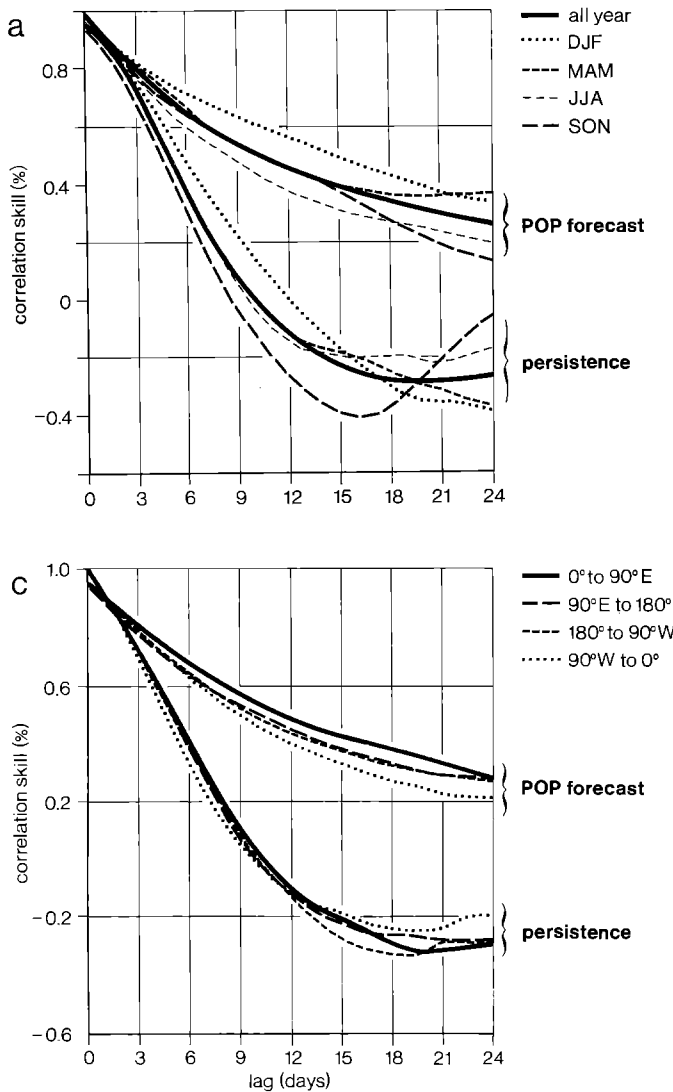 a
all year
DJF
MAM
JJA
SON
correlation skill (%)
0.8
0.4
0
−0.4
POP forecast
persistence
0 3 6 9 12 15 18 21 24
c
0° to 90° E
90° E to 180°
180° to 90° W
90° W to 0°
correlation skill (%)
1.0
0.6
0.2
−0.2
−0.6
POP forecast
persistence
0 3 6 9 12 15 18 21 24
lag (days)